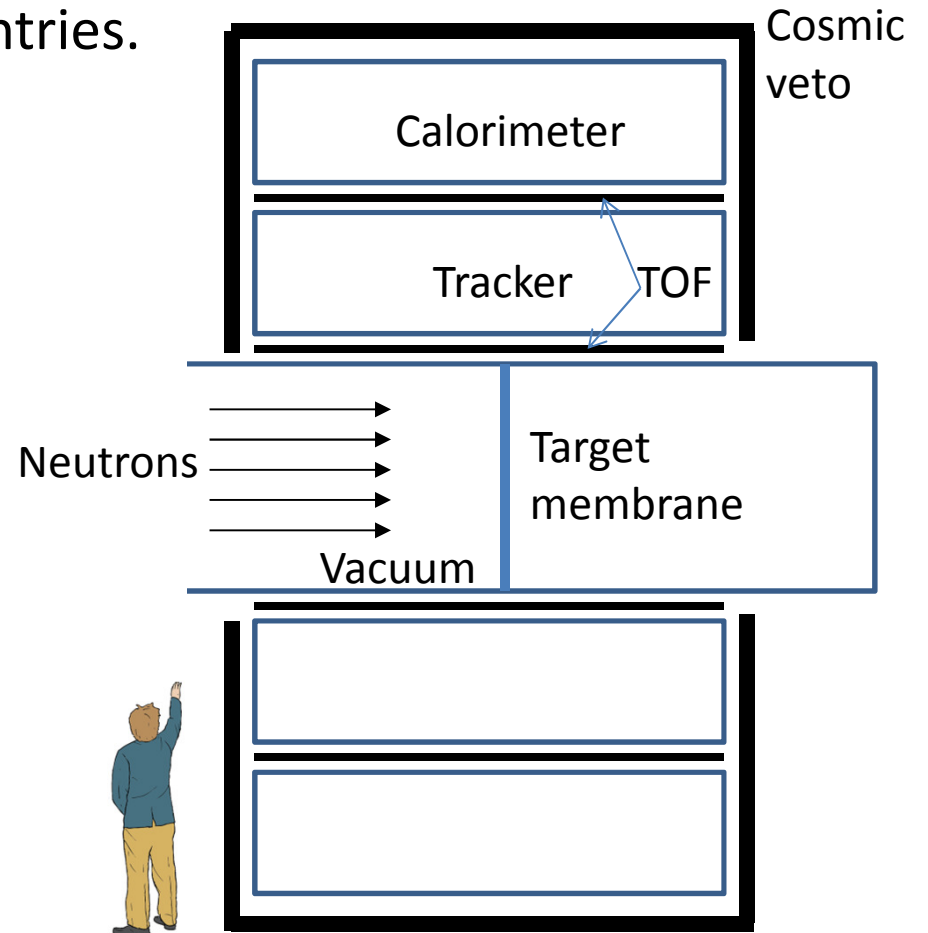 ntries.
Cosmic
veto
Calorimeter
Tracker
TOF
Neutrons
Target
membrane
Vacuum